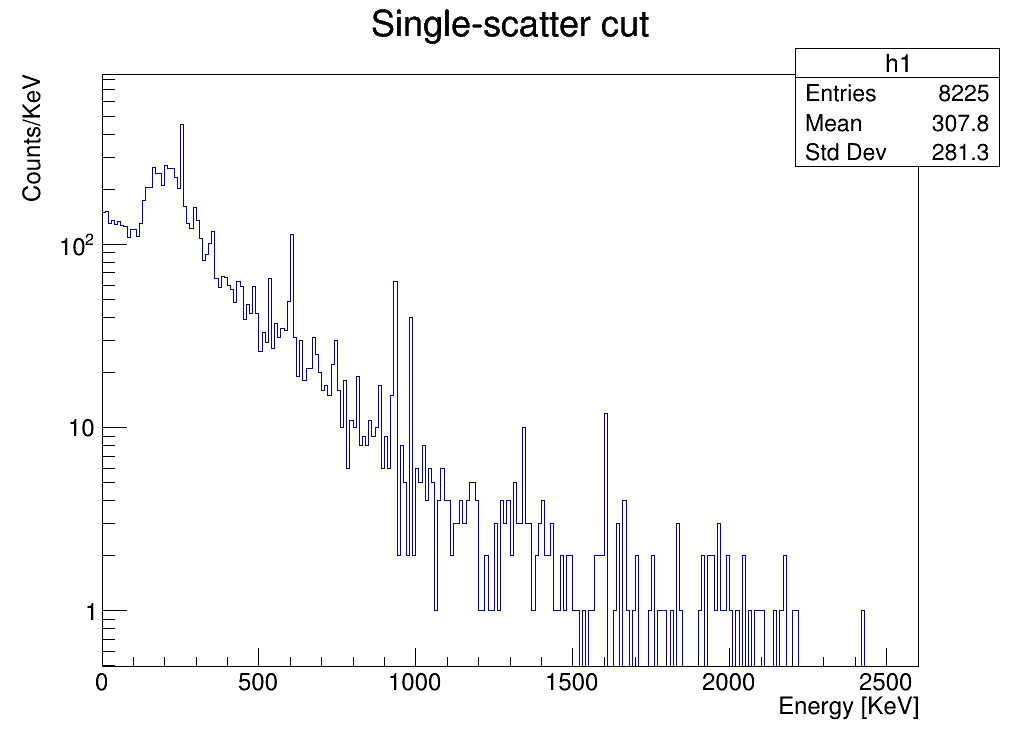 Single-scatter cut
h1
Entries 8225
Mean 307.8
Std Dev 281.3
Counts/KeV
10²
10
1
0 500 1000 1500 2000 2500
Energy [KeV]